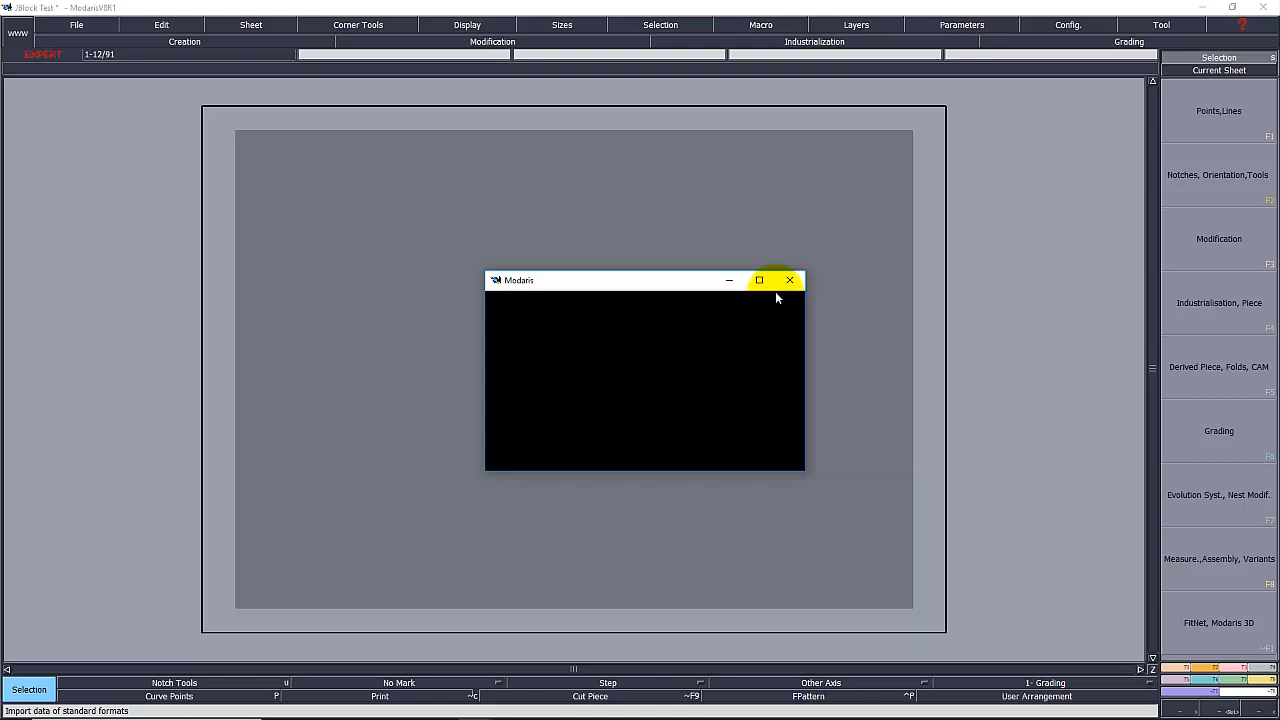 JBlock Test * - ModarisV8R1
www
File Edit Sheet Corner Tools Display Sizes Selection Macro Layers Parameters Config. Tool ?
Creation Modification Industrialization Grading
EXPERT 1-12/91
Selection s
Current Sheet
Points,Lines
F1
Notches, Orientation,Tools
F2
Modification
F3
Industrialisation, Piece
F4
Derived Piece, Folds, CAM
F5
Grading
F6
Evolution Syst., Nest Modif.
F7
Measure.,Assembly, Variants
F8
FitNet, Modaris 3D
~F1
Modaris
Z
Selection
Notch Tools u No Mark Step Other Axis 1- Grading
Curve Points P Print ~c Cut Piece ~F9 FPattern ^P User Arrangement
Import data of standard formats